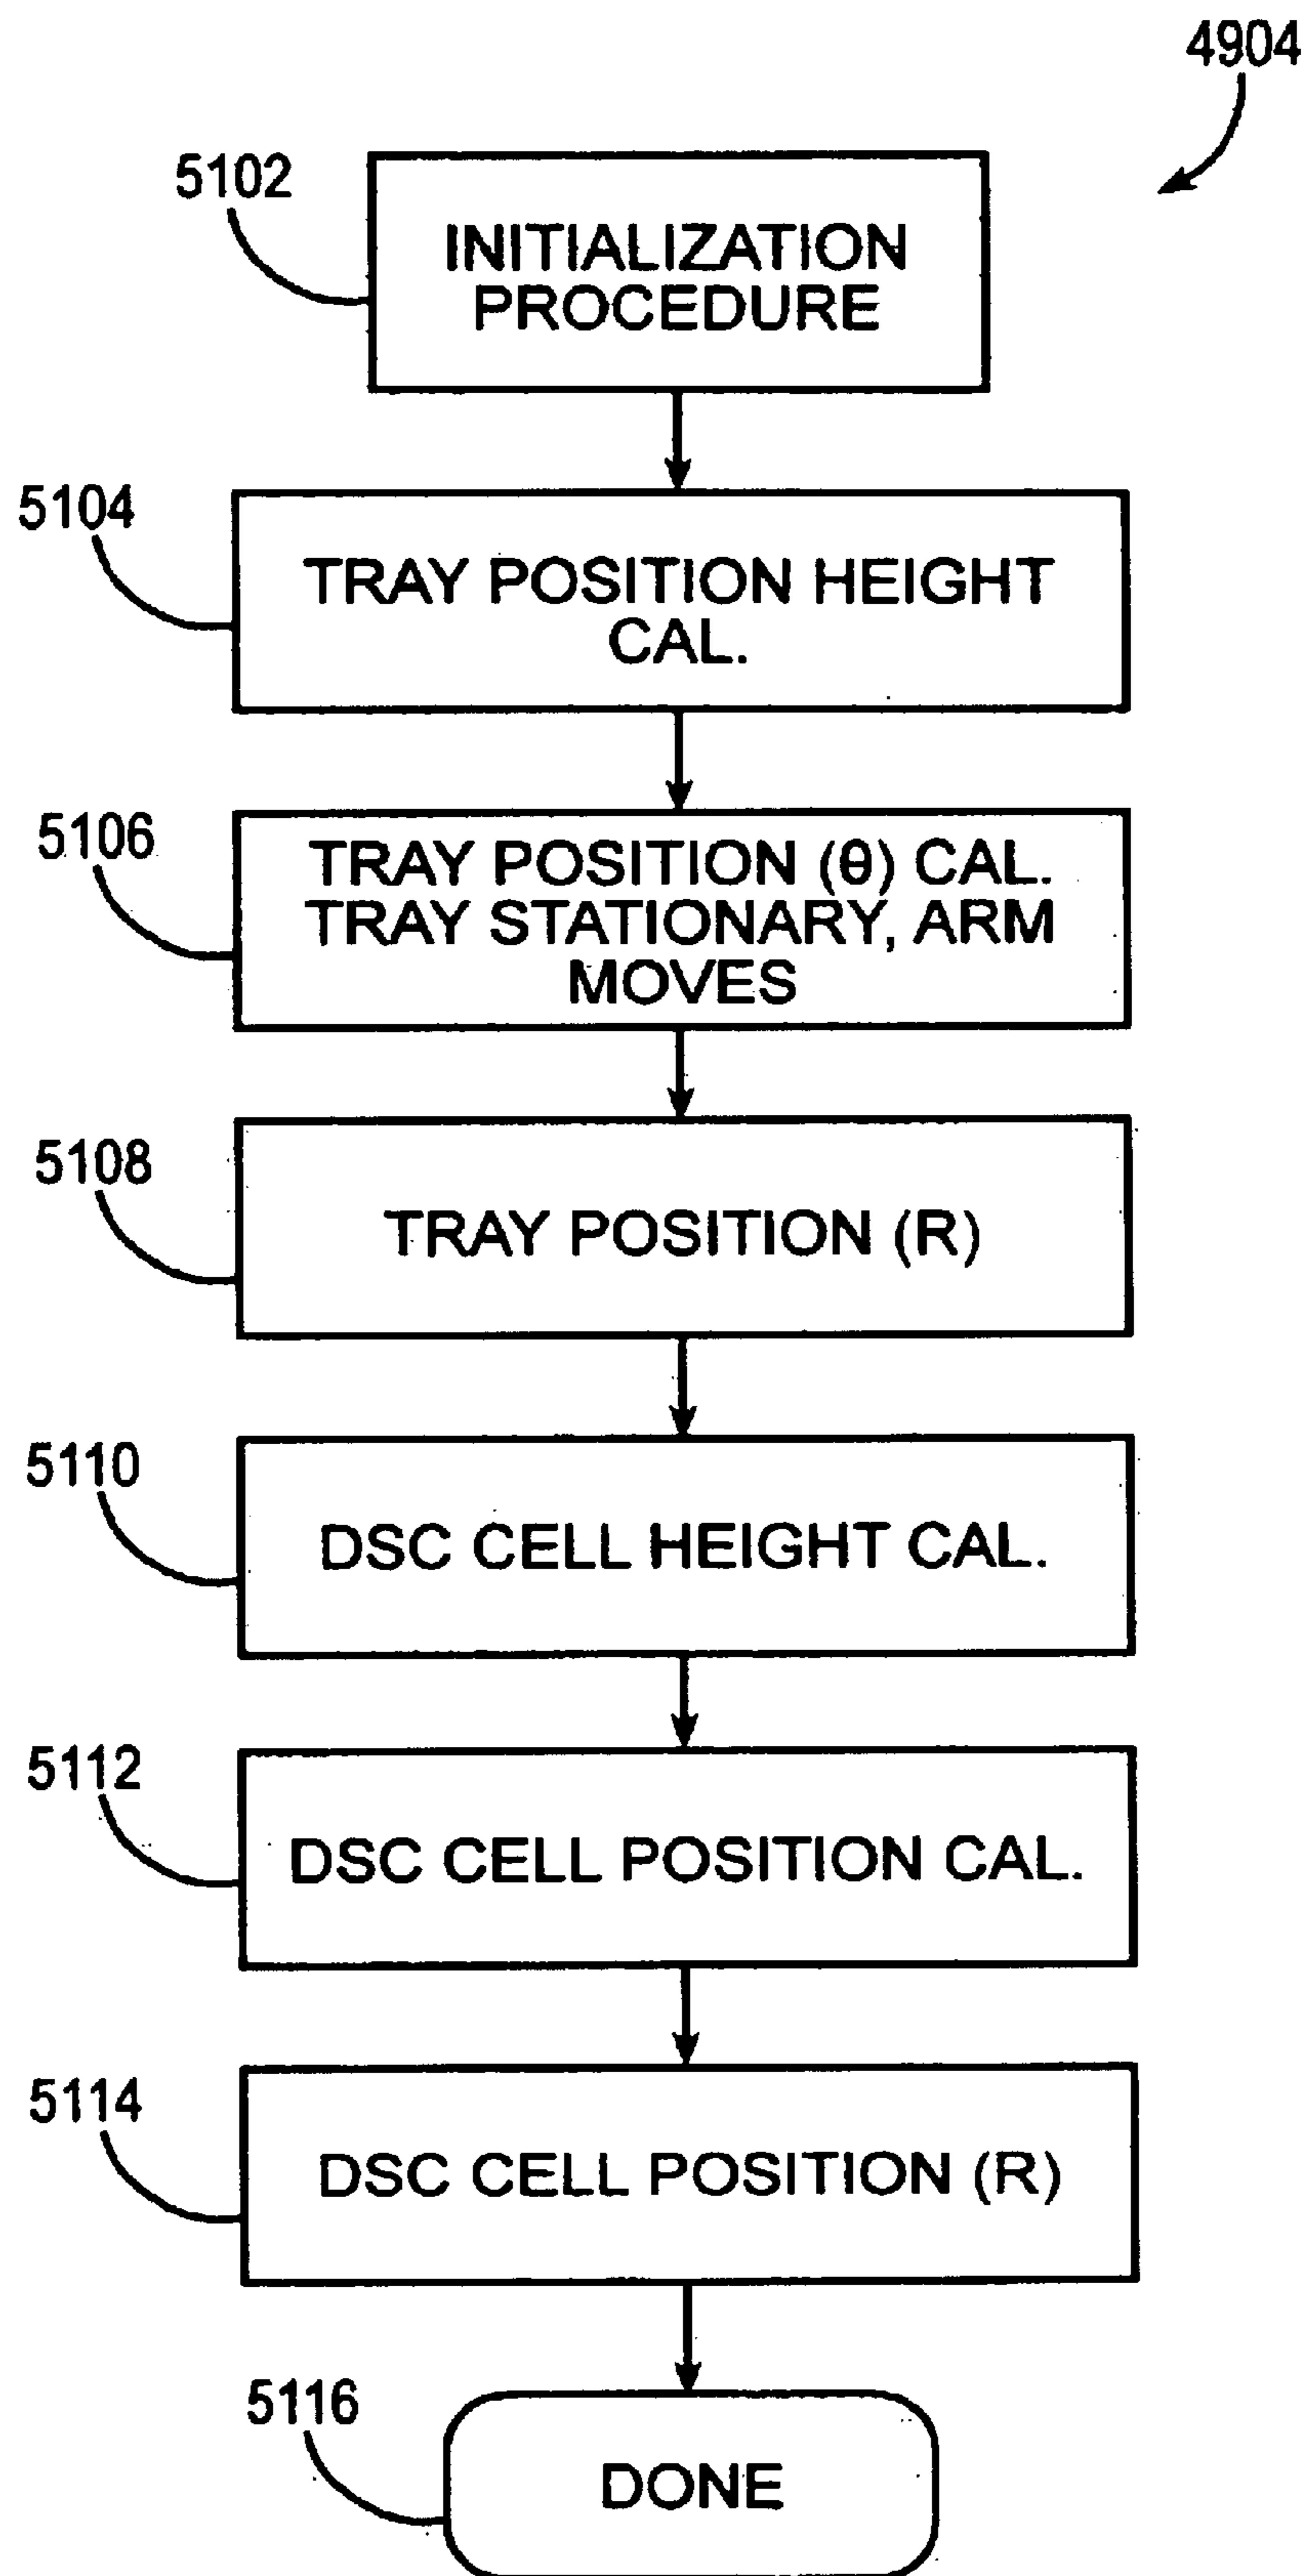 4904
5102
INITIALIZATION
PROCEDURE
5104
TRAY POSITION HEIGHT
CAL.
5106
TRAY POSITION (θ) CAL.
TRAY STATIONARY, ARM
MOVES
5108
TRAY POSITION (R)
5110
DSC CELL HEIGHT CAL.
5112
DSC CELL POSITION CAL.
5114
DSC CELL POSITION (R)
5116
DONE